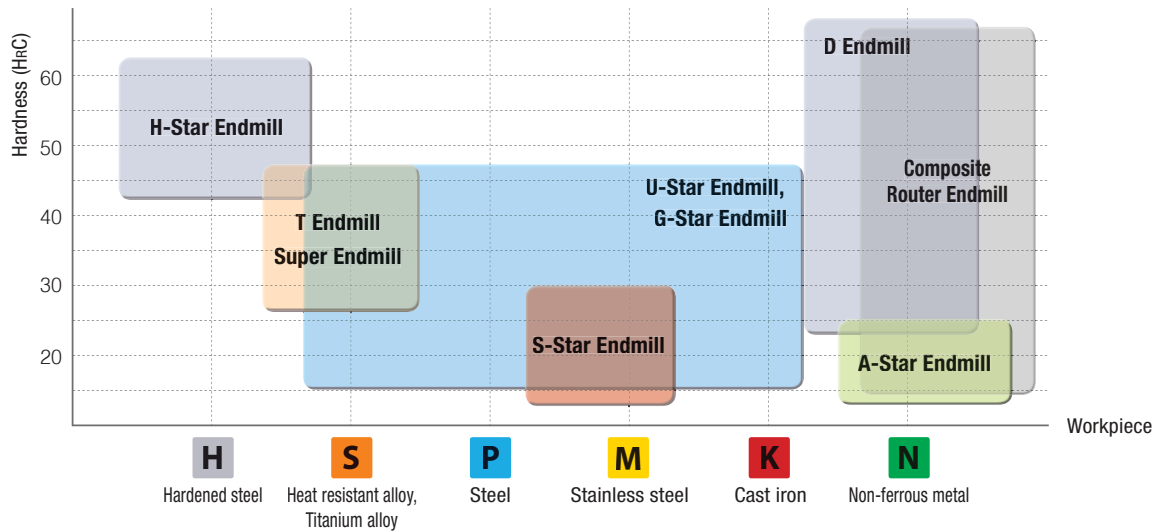 Hardness (HRC)
60
50
40
30
20
H-Star Endmill
T Endmill
Super Endmill
U-Star Endmill,
G-Star Endmill
S-Star Endmill
D Endmill
Composite
Router Endmill
A-Star Endmill
Workpiece
H
Hardened steel
S
Heat resistant alloy,
Titanium alloy
P
Steel
M
Stainless steel
K
Cast iron
N
Non-ferrous metal